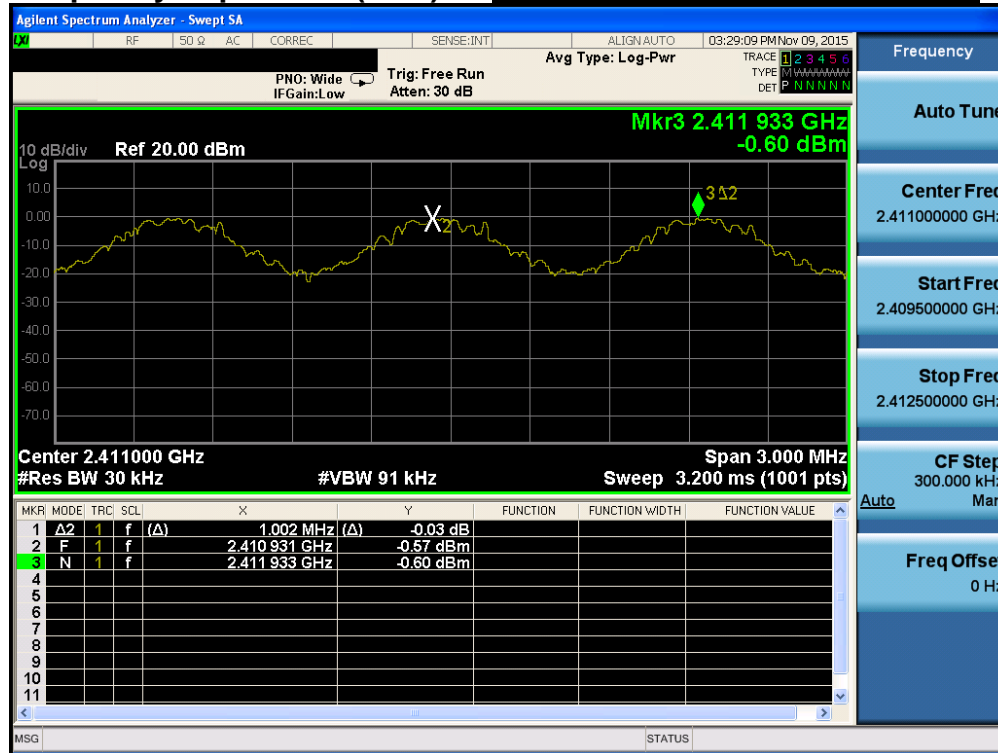 Agilent Spectrum Analyzer - Swept SA
LXI RF 50 Ω AC CORREC SENSE:INT ALIGN AUTO 03:29:09 PM Nov 09, 2015
Avg Type: Log-Pwr TRACE 1 2 3 4 5 6
PNO: Wide Trig: Free Run TYPE M
IFGain:Low Atten: 30 dB DET P N N N N N
Mkr3 2.411 933 GHz
-0.60 dBm
10 dB/div Ref 20.00 dBm
Log
10.0
0.00
-10.0
-20.0
-30.0
-40.0
-50.0
-60.0
-70.0
3Δ2
X2
Center 2.411000 GHz Span 3.000 MHz
#Res BW 30 kHz #VBW 91 kHz Sweep 3.200 ms (1001 pts)
MKR MODE TRC SCL X Y FUNCTION FUNCTION WIDTH FUNCTION VALUE
1 Δ2 1 f (Δ) 1.002 MHz (Δ) -0.03 dB
2 F 1 f 2.410 931 GHz -0.57 dBm
3 N 1 f 2.411 933 GHz -0.60 dBm
4
5
6
7
8
9
10
11
MSG STATUS
Frequency
Auto Tune
Center Freq
2.411000000 GHz
Start Freq
2.409500000 GHz
Stop Freq
2.412500000 GHz
CF Step
300.000 kHz
Auto Man
Freq Offset
0 Hz